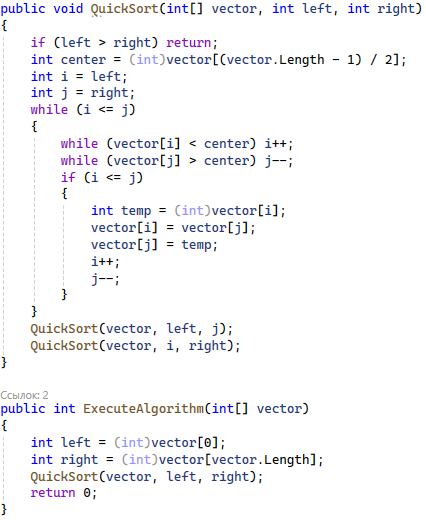 public void QuickSort(int[] vector, int left, int right)
{
if (left > right) return;
int center = (int)vector[(vector.Length - 1) / 2];
int i = left;
int j = right;
while (i <= j)
{
while (vector[i] < center) i++;
while (vector[j] > center) j--;
if (i <= j)
{
int temp = (int)vector[i];
vector[i] = vector[j];
vector[j] = temp;
i++;
j--;
}
}
QuickSort(vector, left, j);
QuickSort(vector, i, right);
}
Ссылок: 2
public int ExecuteAlgorithm(int[] vector)
{
int left = (int)vector[0];
int right = (int)vector[vector.Length];
QuickSort(vector, left, right);
return 0;
}